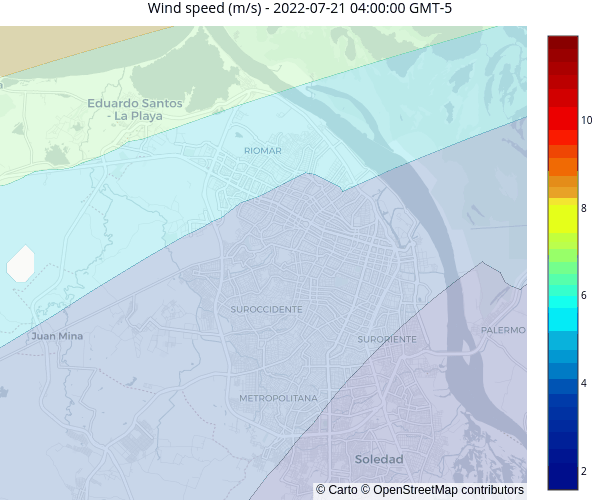 Wind speed (m/s) - 2022-07-21 04:00:00 GMT-5
Eduardo Santos
- La Playa
RIOMAR
SUROCCIDENTE
Juan Mina
SURORIENTE
PALERMO
METROPOLITANA
Soledad
© Carto © OpenStreetMap contributors
10
8
6
4
2